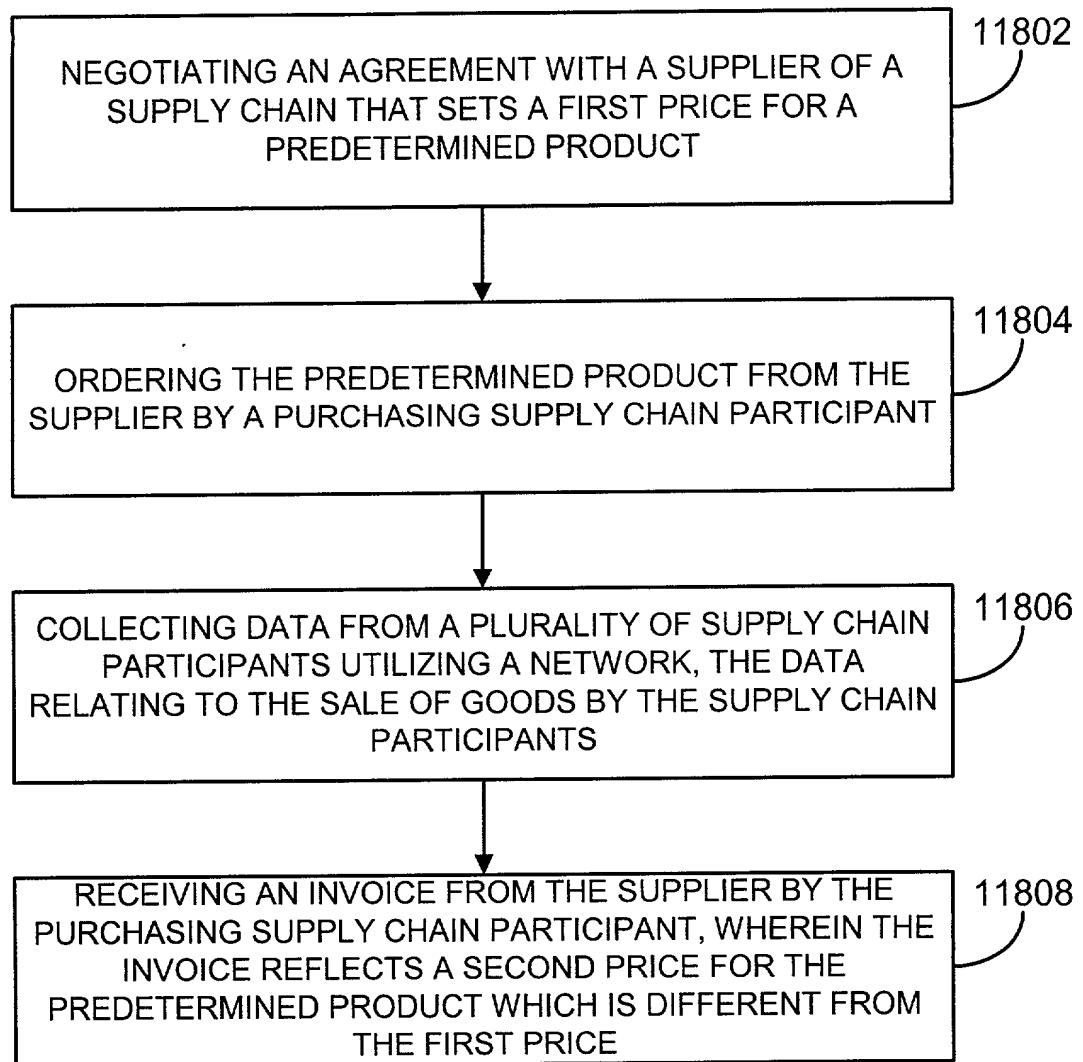 11802
NEGOTIATING AN AGREEMENT WITH A SUPPLIER OF A
SUPPLY CHAIN THAT SETS A FIRST PRICE FOR A
PREDETERMINED PRODUCT
11804
ORDERING THE PREDETERMINED PRODUCT FROM THE
SUPPLIER BY A PURCHASING SUPPLY CHAIN PARTICIPANT
11806
COLLECTING DATA FROM A PLURALITY OF SUPPLY CHAIN
PARTICIPANTS UTILIZING A NETWORK, THE DATA
RELATING TO THE SALE OF GOODS BY THE SUPPLY CHAIN
PARTICIPANTS
11808
RECEIVING AN INVOICE FROM THE SUPPLIER BY THE
PURCHASING SUPPLY CHAIN PARTICIPANT, WHEREIN THE
INVOICE REFLECTS A SECOND PRICE FOR THE
PREDETERMINED PRODUCT WHICH IS DIFFERENT FROM
THE FIRST PRICE